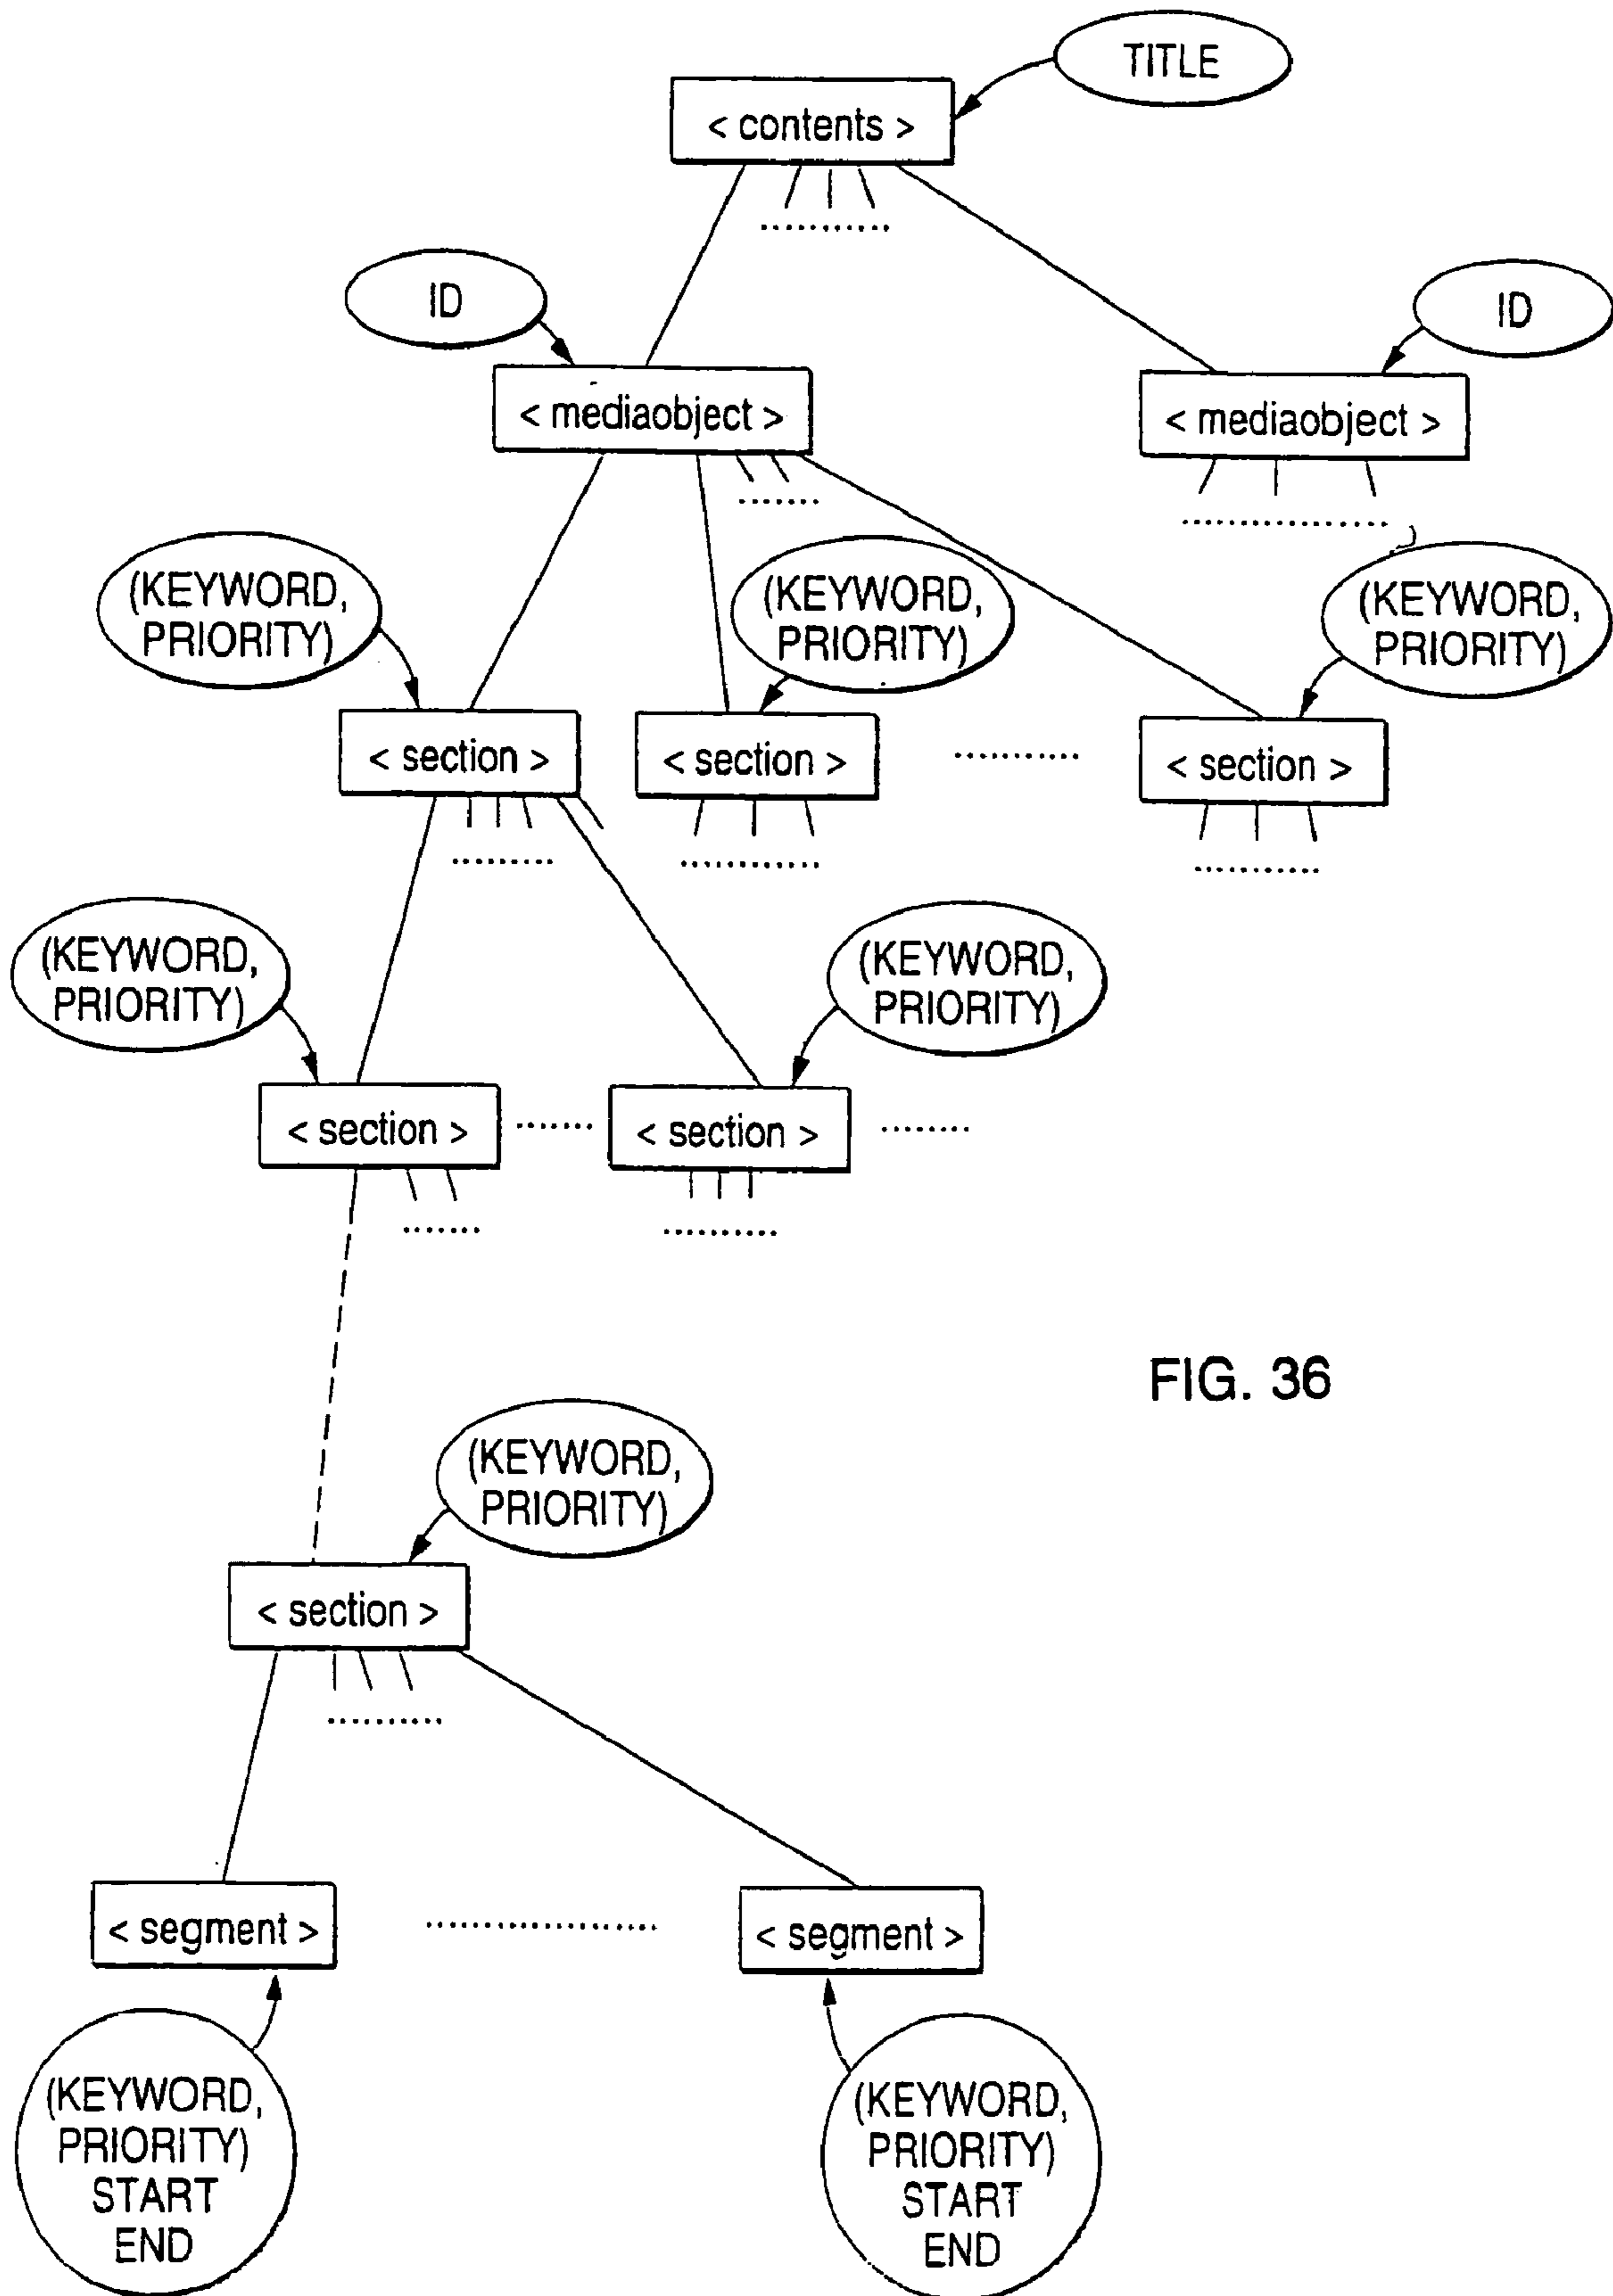 TITLE
< contents >
ID
ID
< mediaobject >
< mediaobject >
(KEYWORD,
PRIORITY)
(KEYWORD,
PRIORITY)
(KEYWORD,
PRIORITY)
< section >
< section >
< section >
(KEYWORD,
PRIORITY)
(KEYWORD,
PRIORITY)
< section >
< section >
FIG. 36
(KEYWORD,
PRIORITY)
< section >
< segment >
< segment >
(KEYWORD,
PRIORITY)
START
END
(KEYWORD,
PRIORITY)
START
END